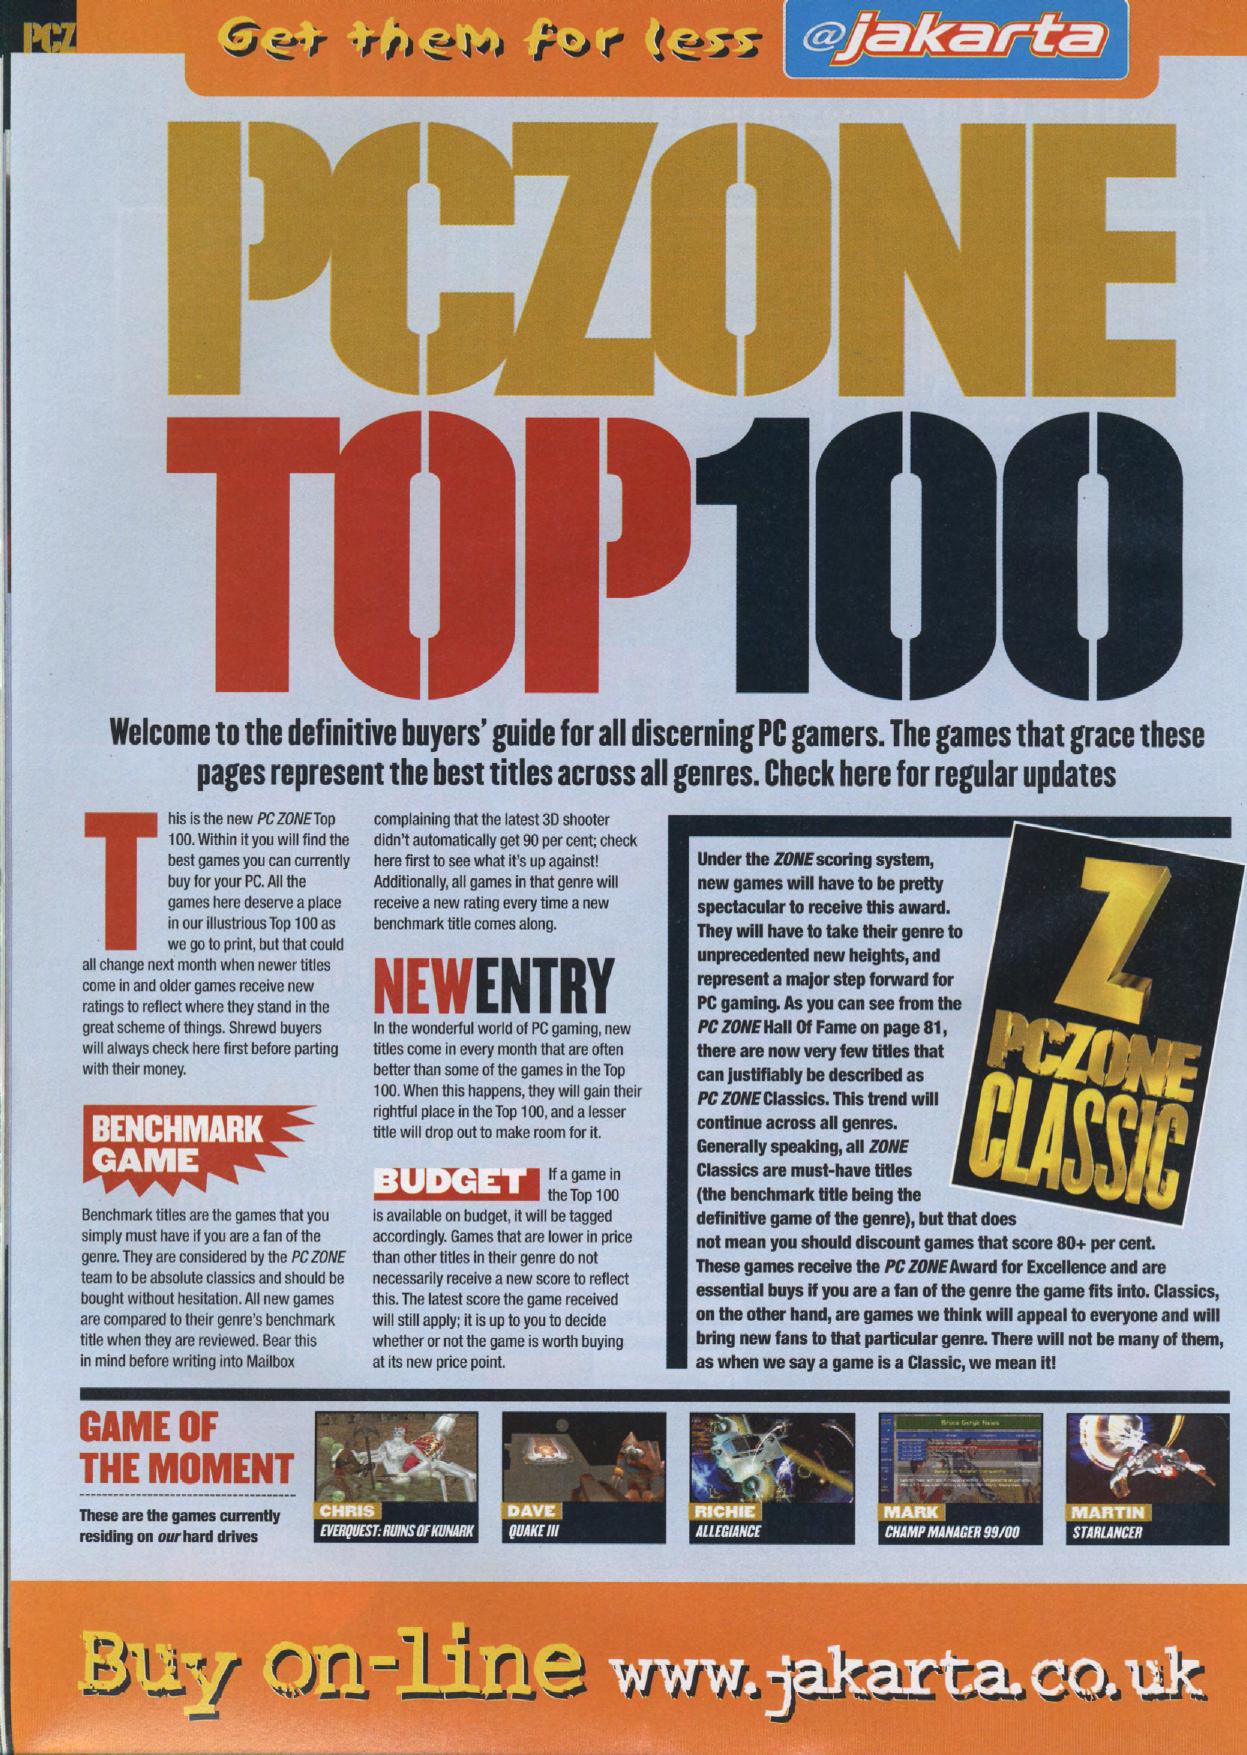 PCZ
Get them for less @jakarta
PCZONE
TOP100
Welcome to the definitive buyers' guide for all discerning PC gamers. The games that grace these
pages represent the best titles across all genres. Check here for regular updates
This is the new PC ZONE Top
100. Within it you will find the
best games you can currently
buy for your PC. All the
games here deserve a place
in our illustrious Top 100 as
we go to print, but that could
all change next month when newer titles
come in and older games receive new
ratings to reflect where they stand in the
great scheme of things. Shrewd buyers
will always check here first before parting
with their money.
BENCHMARK
GAME
Benchmark titles are the games that you
simply must have if you are a fan of the
genre. They are considered by the PC ZONE
team to be absolute classics and should be
bought without hesitation. All new games
are compared to their genre's benchmark
title when they are reviewed. Bear this
in mind before writing into Mailbox
complaining that the latest 3D shooter
didn't automatically get 90 per cent; check
here first to see what it's up against!
Additionally, all games in that genre will
receive a new rating every time a new
benchmark title comes along.
NEWENTRY
In the wonderful world of PC gaming, new
titles come in every month that are often
better than some of the games in the Top
100. When this happens, they will gain their
rightful place in the Top 100, and a lesser
title will drop out to make room for it.
BUDGET If a game in
the Top 100
is available on budget, it will be tagged
accordingly. Games that are lower in price
than other titles in their genre do not
necessarily receive a new score to reflect
this. The latest score the game received
will still apply; it is up to you to decide
whether or not the game is worth buying
at its new price point.
Under the ZONE scoring system,
new games will have to be pretty
spectacular to receive this award.
They will have to take their genre to
unprecedented new heights, and
represent a major step forward for
PC gaming. As you can see from the
PC ZONE Hall Of Fame on page 81,
there are now very few titles that
can justifiably be described as
PC ZONE Classics. This trend will
continue across all genres.
Generally speaking, all ZONE
Classics are must-have titles
(the benchmark title being the
definitive game of the genre), but that does
not mean you should discount games that score 80+ per cent.
These games receive the PC ZONE Award for Excellence and are
essential buys if you are a fan of the genre the game fits into. Classics,
on the other hand, are games we think will appeal to everyone and will
bring new fans to that particular genre. There will not be many of them,
as when we say a game is a Classic, we mean it!
Z
PCZONE
CLASSIC
GAME OF
THE MOMENT
These are the games currently
residing on our hard drives
CHRIS
EVERQUEST: RUINS OF KUNARK
DAVE
QUAKE III
RICHIE
ALLEGIANCE
MARK
CHAMP MANAGER 99/00
MARTIN
STARLANCER
Buy on-line www.jakarta.co.uk